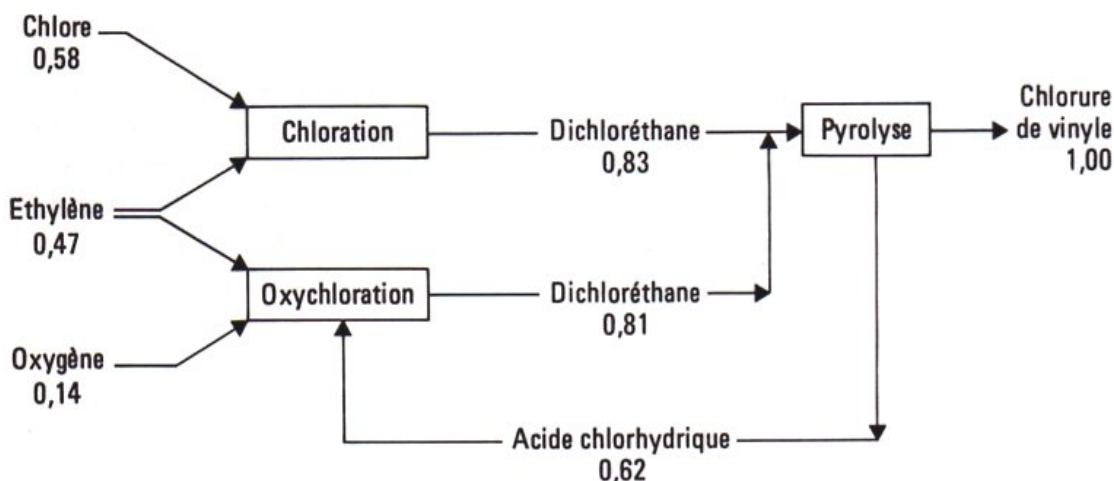 Chlore
0,58
Chloration
Dichloréthane
0,83
Pyrolyse
Chlorure
de vinyle
1,00
Ethylène
0,47
Oxychloration
Dichloréthane
0,81
Oxygène
0,14
Acide chlorhydrique
0,62